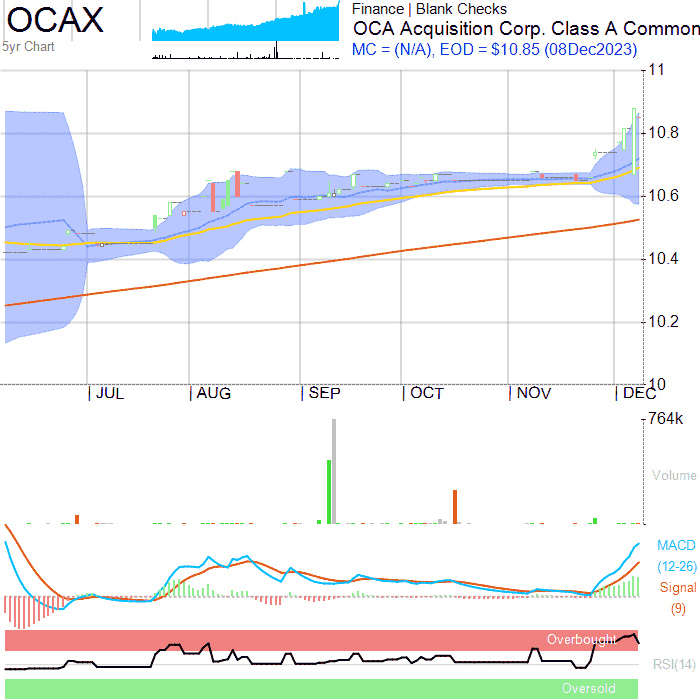 OCAX
5yr Chart
Finance | Blank Checks
OCA Acquisition Corp. Class A Common
MC = (N/A), EOD = $10.85 (08Dec2023)
11
10.8
10.6
10.4
10.2
10
JUL AUG SEP OCT NOV DEC
764k
Volume
MACD
(12-26)
Signal
(9)
Overbought
RSI(14)
Oversold